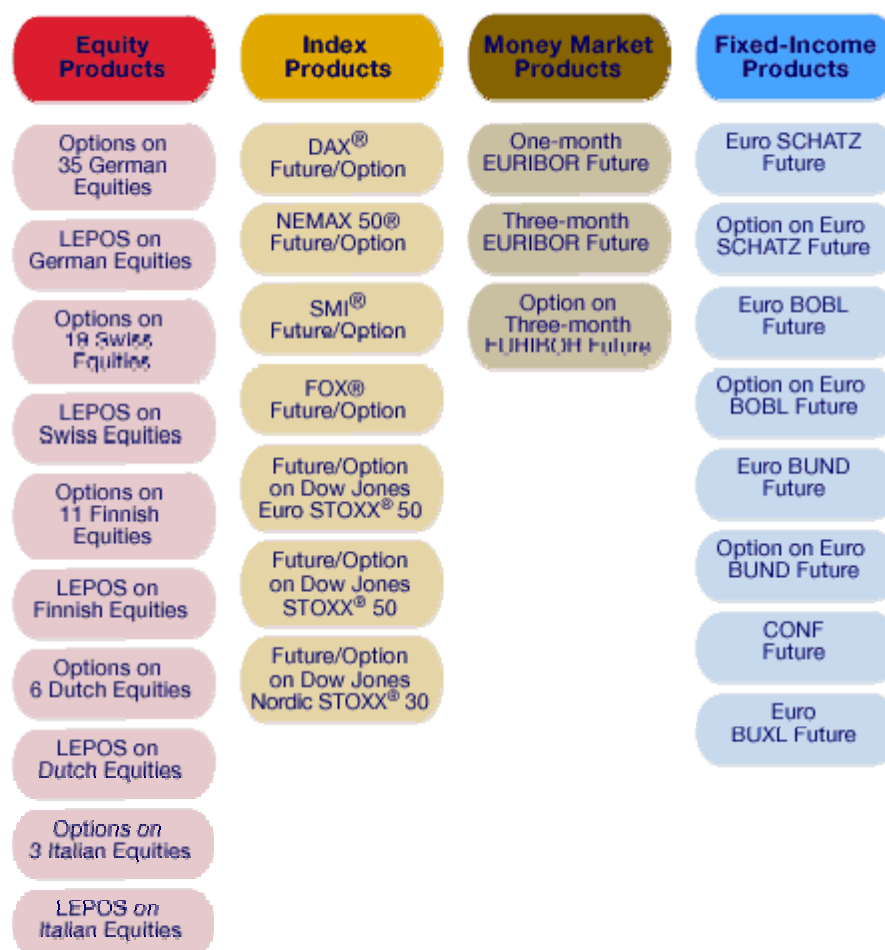 Equity
Products
Options on
35 German
Equities
LEPOS on
German Equities
Options on
19 Swiss
Equities
LEPOS on
Swiss Equities
Options on
11 Finnish
Equities
LEPOS on
Finnish Equities
Options on
6 Dutch Equities
LEPOS on
Dutch Equities
Options on
3 Italian Equities
LEPOS on
Italian Equities
Index
Products
DAX®
Future/Option
NEMAX 50®
Future/Option
SMI®
Future/Option
FOX®
Future/Option
Future/Option
on Dow Jones
Euro STOXX® 50
Future/Option
on Dow Jones
STOXX® 50
Future/Option
on Dow Jones
Nordic STOXX® 30
Money Market
Products
One-month
EURIBOR Future
Three-month
EURIBOR Future
Option on
Three-month
EURIBOR Future
Fixed-Income
Products
Euro SCHATZ
Future
Option on Euro
SCHATZ Future
Euro BOBL
Future
Option on Euro
BOBL Future
Euro BUND
Future
Option on Euro
BUND Future
CONF
Future
Euro
BUXL Future